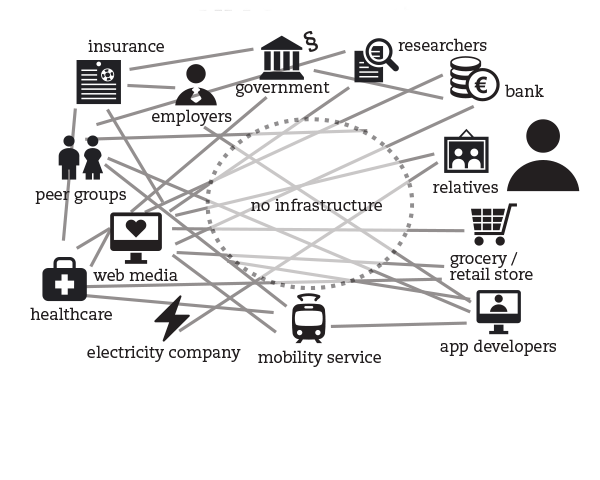 insurance
researchers
government
§
bank
employers
relatives
peer groups
no infrastructure
grocery /
retail store
web media
healthcare
electricity company
mobility service
app developers
€